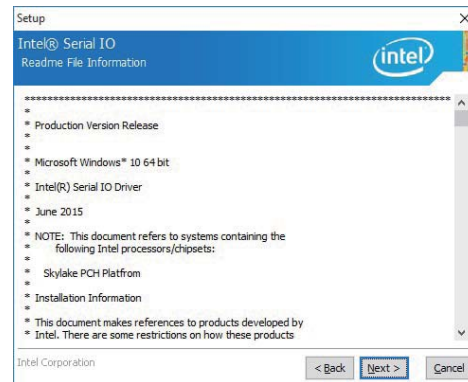 Setup
Intel® Serial IO
Readme File Information
intel
*******************************************************************************
*
* Production Version Release
*
*
* Microsoft Windows* 10 64 bit
*
* Intel(R) Serial IO Driver
*
* June 2015
*
* NOTE: This document refers to systems containing the
* following Intel processors/chipsets:
*
* Skylake PCH Platfrom
*
* Installation Information
*
* This document makes references to products developed by
* Intel. There are some restrictions on how these products
Intel Corporation
< Back Next > Cancel